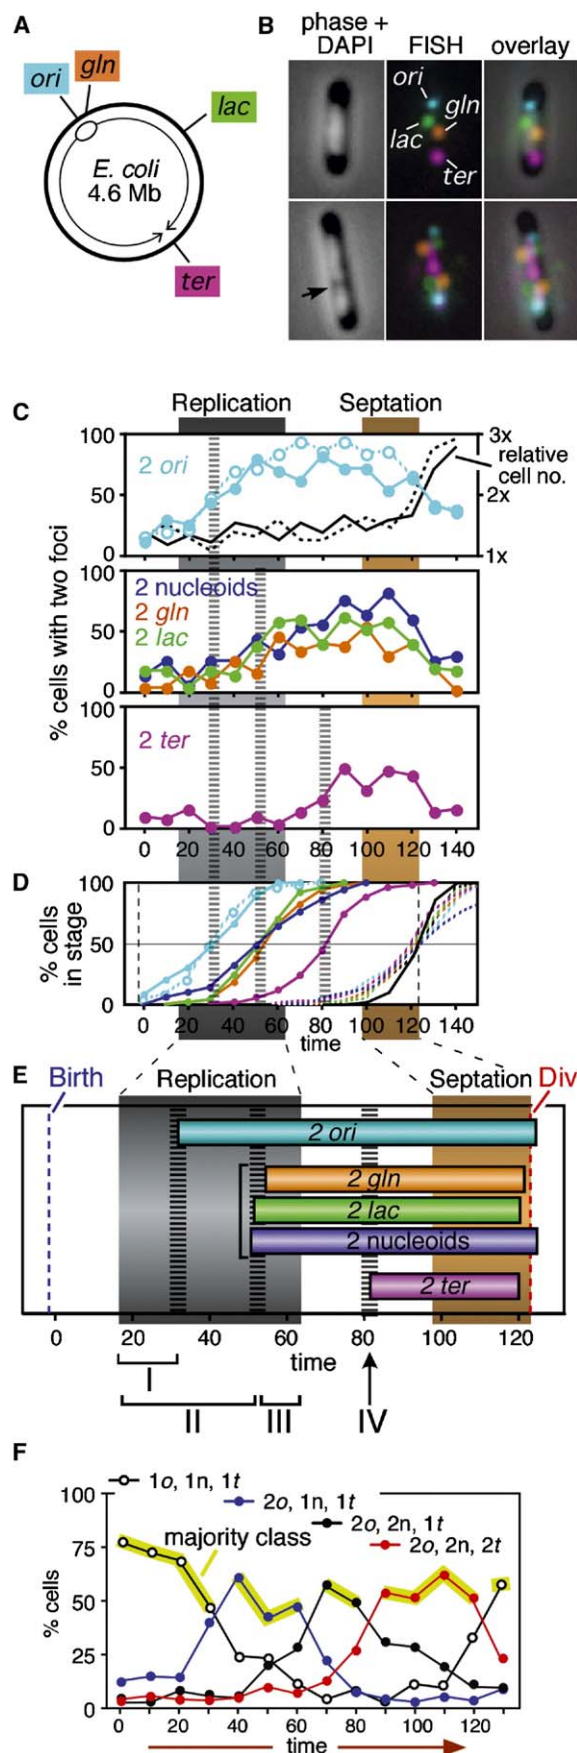 A
ori
gln
lac
E. coli
4.6 Mb
ter
B
phase +
DAPI
FISH
overlay
ori
gln
lac
ter
C
Replication
Septation
100
50
0
2 ori
3x
2x
1x
relative
cell no.
% cells with two foci
100
50
0
2 nucleoids
2 gln
2 lac
100
50
0
2 ter
0 20 40 60 80 100 120 140
D
100
50
0
% cells
in stage
0 20 40 60 80 100 120 140
time
E
Birth
Replication
Septation
Div
2 ori
2 gln
2 lac
2 nucleoids
2 ter
0 20 40 60 80 100 120
time
I
II
III
IV
F
1o, 1n, 1t
2o, 1n, 1t
2o, 2n, 1t
2o, 2n, 2t
majority class
100
75
50
25
0
% cells
0 20 40 60 80 100 120
time